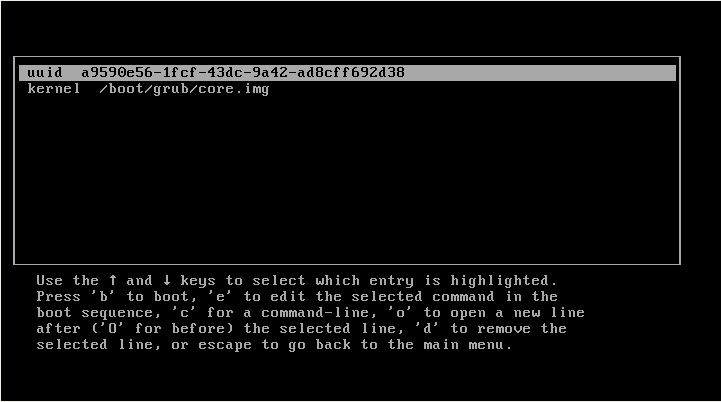 uuid  a9590e56-1fcf-43dc-9a42-ad8cff692d38
kernel  /boot/grub/core.img
Use the ↑ and ↓ keys to select which entry is highlighted.
Press 'b' to boot, 'e' to edit the selected command in the
boot sequence, 'c' for a command-line, 'o' to open a new line
after ('O' for before) the selected line, 'd' to remove the
selected line, or escape to go back to the main menu.